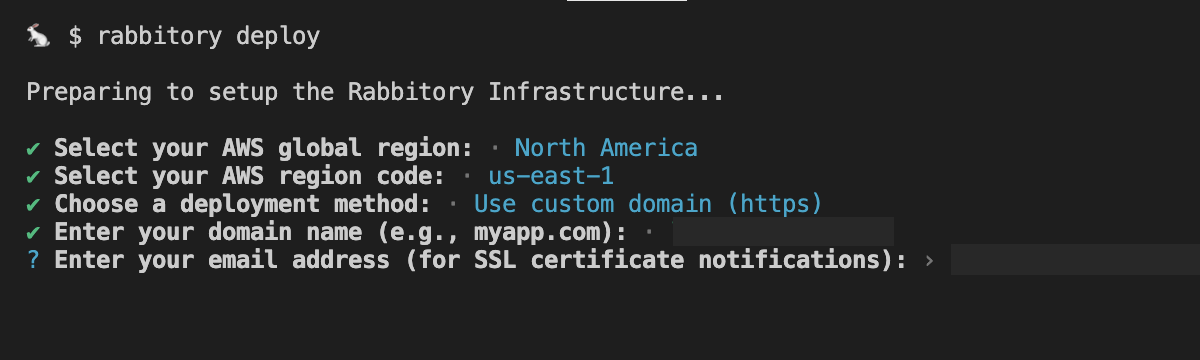 🐇 $ rabbitory deploy
Preparing to setup the Rabbitory Infrastructure...
✔ Select your AWS global region: · North America
✔ Select your AWS region code: · us-east-1
✔ Choose a deployment method: · Use custom domain (https)
✔ Enter your domain name (e.g., myapp.com): ·
? Enter your email address (for SSL certificate notifications): ›